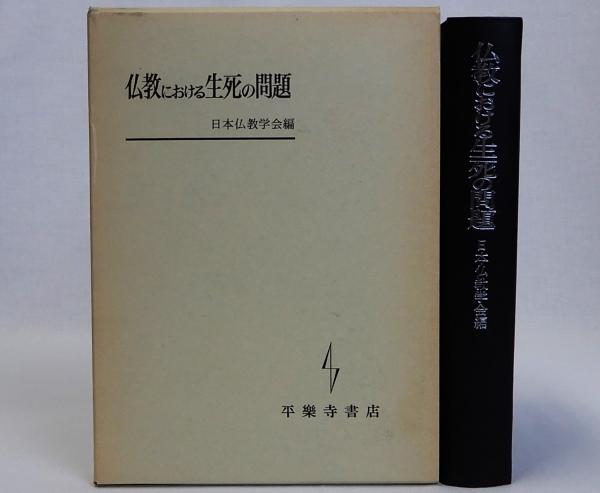 仏教における生死の問題
日本仏教学会編
平樂寺書店
仏教における生死の問題 日本仏教学会編